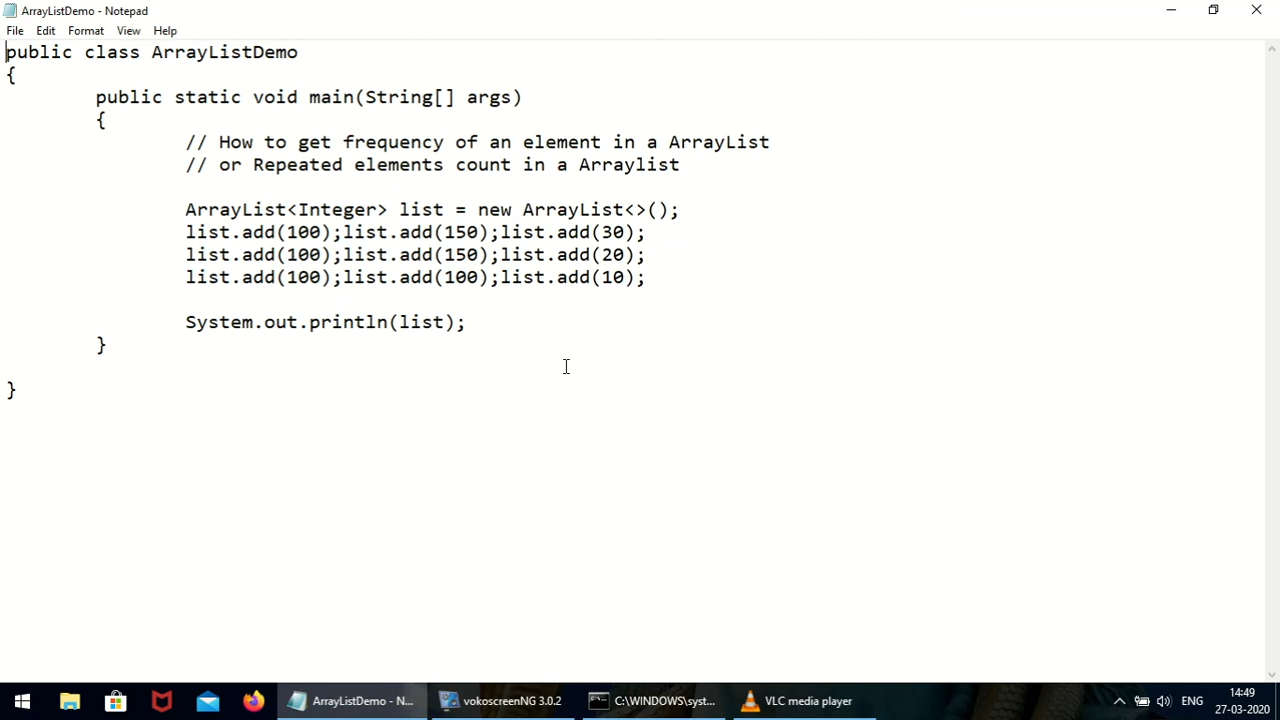 ArrayListDemo - Notepad
File Edit Format View Help
public class ArrayListDemo
{
public static void main(String[] args)
{
// How to get frequency of an element in a ArrayList
// or Repeated elements count in a Arraylist
ArrayList<Integer> list = new ArrayList<>();
list.add(100);list.add(150);list.add(30);
list.add(100);list.add(150);list.add(20);
list.add(100);list.add(100);list.add(10);
System.out.println(list);
}
}
ArrayListDemo - N... vokoscreenNG 3.0.2 C:\WINDOWS\syst... VLC media player ENG 14:49
27-03-2020